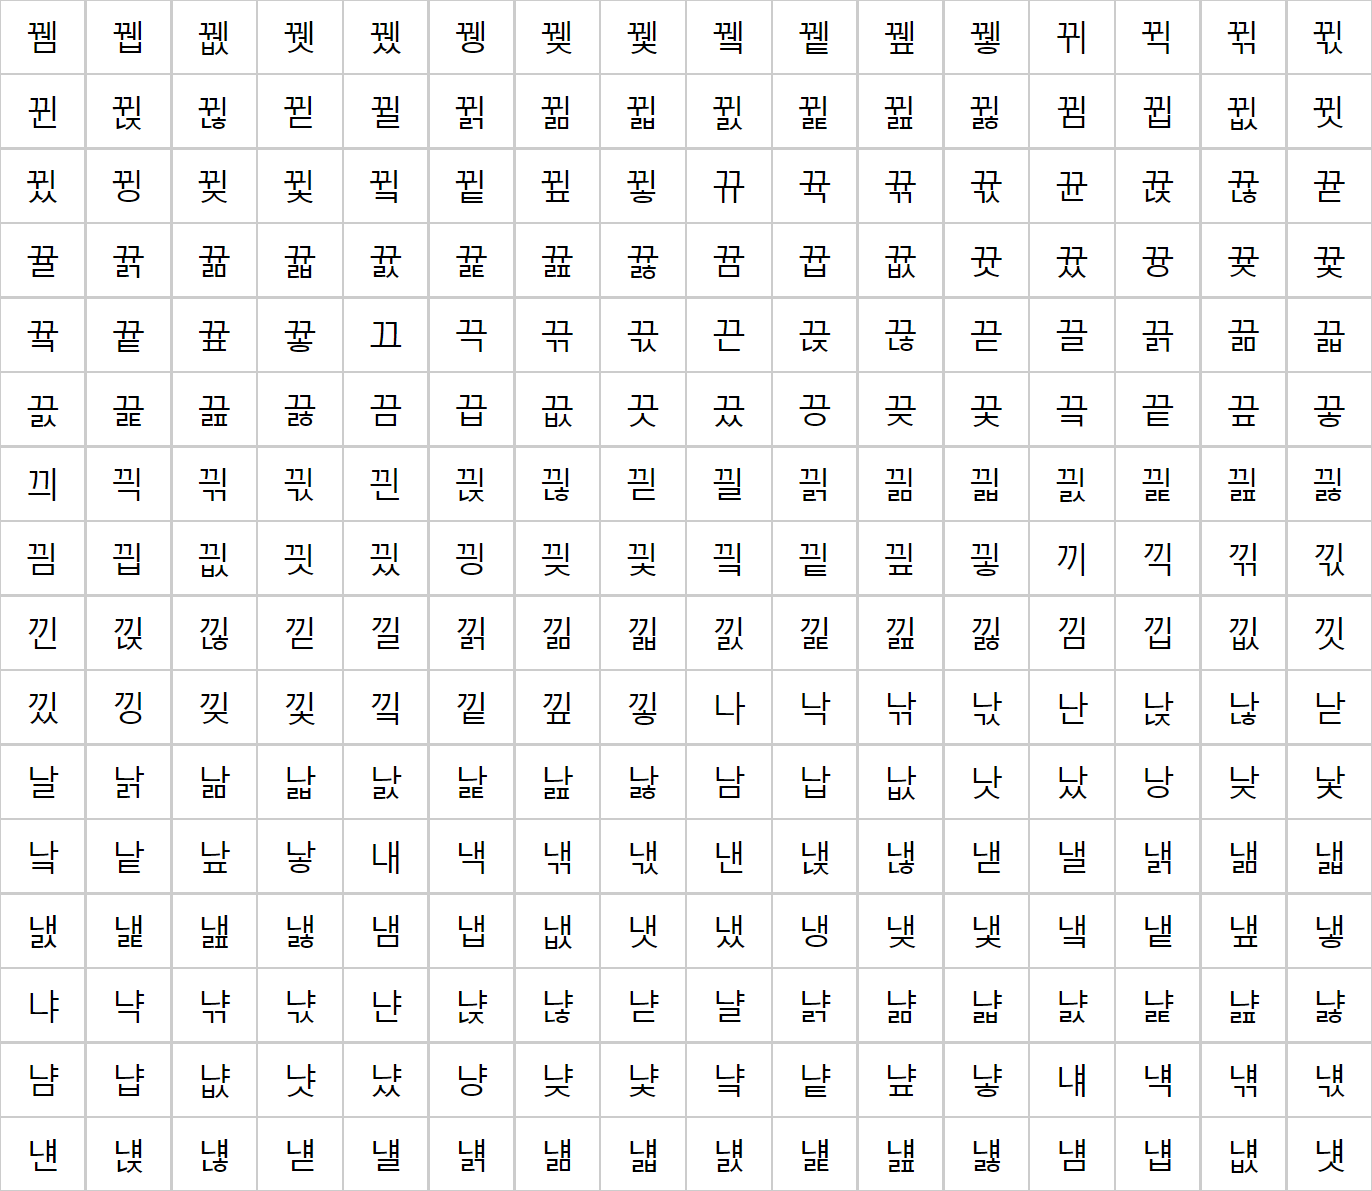 뀀 뀁 뀂 뀃 뀄 뀅 뀆 뀇 뀈 뀉 뀊 뀋 뀌 뀍 뀎 뀏
뀐 뀑 뀒 뀓 뀔 뀕 뀖 뀗 뀘 뀙 뀚 뀛 뀜 뀝 뀞 뀟
뀠 뀡 뀢 뀣 뀤 뀥 뀦 뀧 뀨 뀩 뀪 뀫 뀬 뀭 뀮 뀯
뀰 뀱 뀲 뀳 뀴 뀵 뀶 뀷 뀸 뀹 뀺 뀻 뀼 뀽 뀾 뀿
끀 끁 끂 끃 끄 끅 끆 끇 끈 끉 끊 끋 끌 끍 끎 끏
끐 끑 끒 끓 끔 끕 끖 끗 끘 끙 끚 끛 끜 끝 끞 끟
끠 끡 끢 끣 끤 끥 끦 끧 끨 끩 끪 끫 끬 끭 끮 끯
끰 끱 끲 끳 끴 끵 끶 끷 끸 끹 끺 끻 끼 끽 끾 끿
낀 낁 낂 낃 낄 낅 낆 낇 낈 낉 낊 낋 낌 낍 낎 낏
낐 낑 낒 낓 낔 낕 낖 낗 나 낙 낚 낛 난 낝 낞 낟
날 낡 낢 낣 낤 낥 낦 낧 남 납 낪 낫 났 낭 낮 낯
낰 낱 낲 낳 내 낵 낶 낷 낸 낹 낺 낻 낼 낽 낾 낿
냀 냁 냂 냃 냄 냅 냆 냇 냈 냉 냊 냋 냌 냍 냎 냏
냐 냑 냒 냓 냔 냕 냖 냗 냘 냙 냚 냛 냜 냝 냞 냟
냠 냡 냢 냣 냤 냥 냦 냧 냨 냩 냪 냫 냬 냭 냮 냯
냰 냱 냲 냳 냴 냵 냶 냷 냸 냹 냺 냻 냼 냽 냾 냿